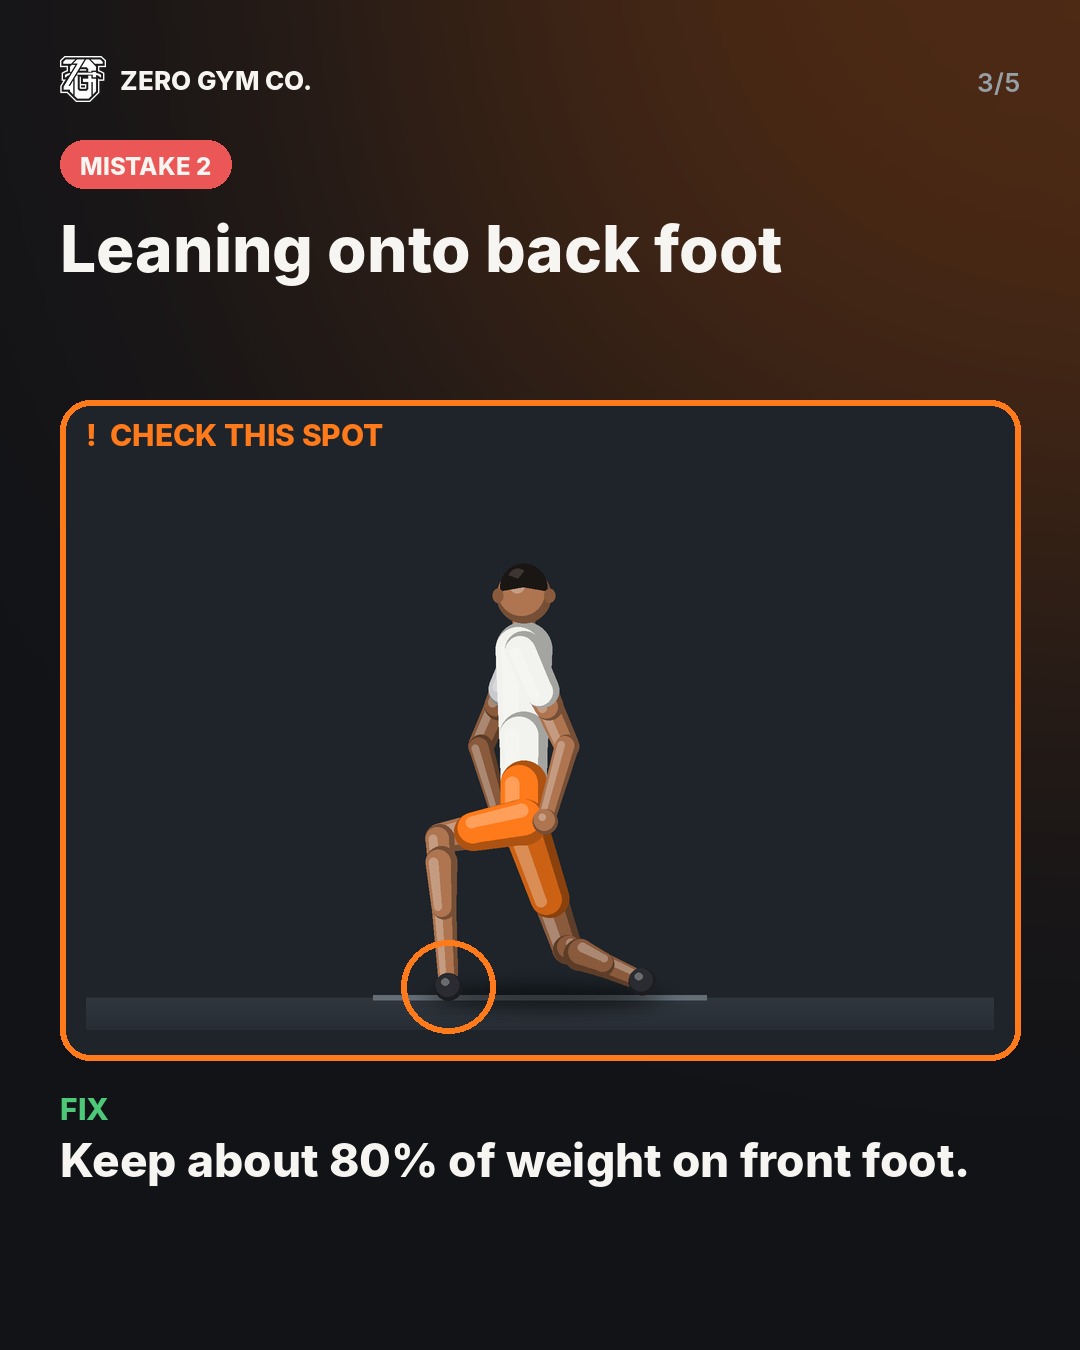 ZERO GYM CO.
3/5
MISTAKE 2
Leaning onto back foot
! CHECK THIS SPOT
FIX
Keep about 80% of weight on front foot.